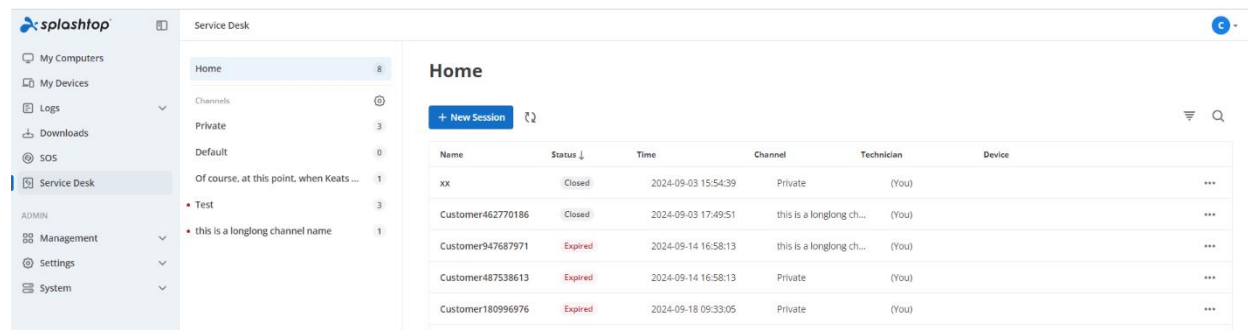 splashtop
My Computers
My Devices
Logs
Downloads
SOS
Service Desk
ADMIN
Management
Settings
System
Service Desk
C
Home 8
Channels
Private 3
Default 0
Of course, at this point, when Keats ... 1
Test 3
this is a longlong channel name 1
Home
+ New Session
Name Status ↓ Time Channel Technician Device
xx Closed 2024-09-03 15:54:39 Private (You)
Customer462770186 Closed 2024-09-03 17:49:51 this is a longlong ch... (You)
Customer947687971 Expired 2024-09-14 16:58:13 this is a longlong ch... (You)
Customer487538613 Expired 2024-09-14 16:58:13 Private (You)
Customer180996976 Expired 2024-09-18 09:33:05 Private (You)